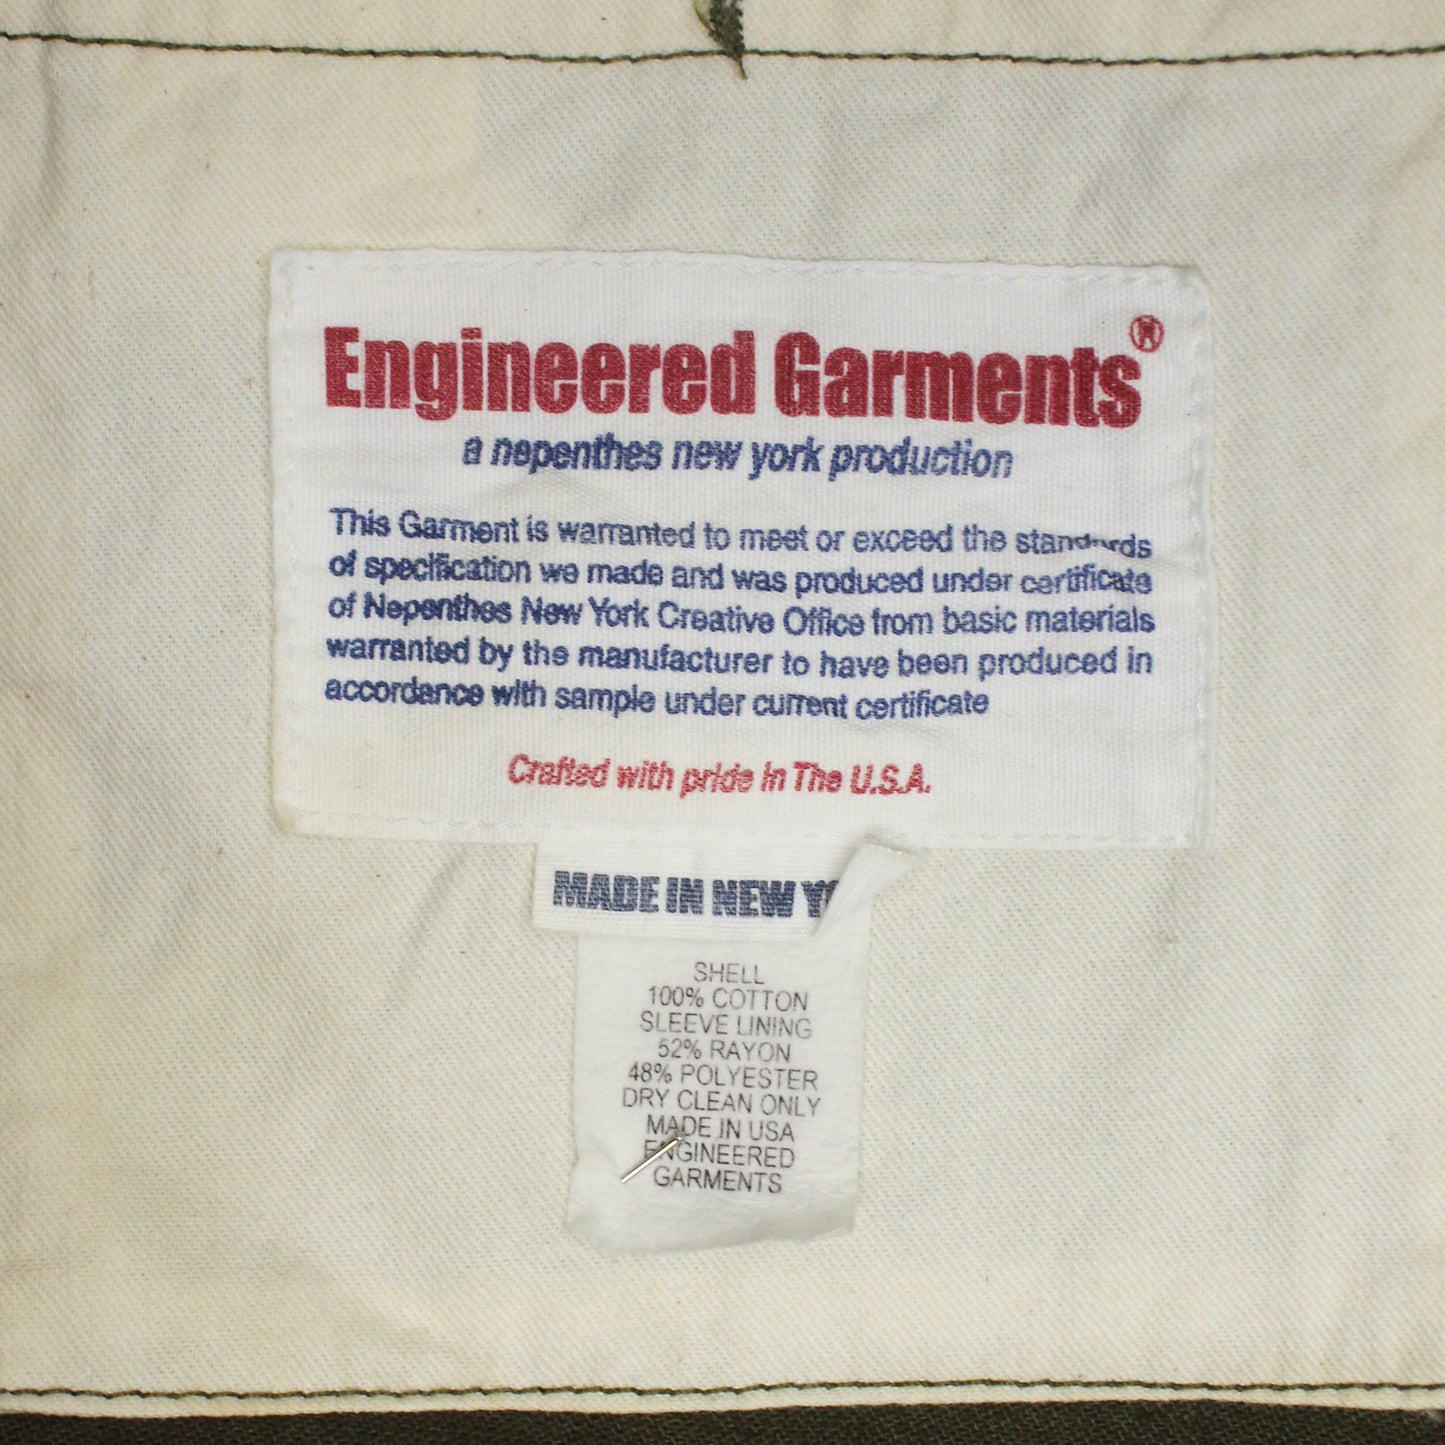 Engineered Garments®
a nepenthes new york production
This Garment is warranted to meet or exceed the standards
of specification we made and was produced under certificate
of Nepenthes New York Creative Office from basic materials
warranted by the manufacturer to have been produced in
accordance with sample under current certificate
Crafted with pride in The U.S.A.
MADE IN NEW
SHELL
100% COTTON
SLEEVE LINING
52% RAYON
48% POLYESTER
DRY CLEAN ONLY
MADE IN USA
ENGINEERED
GARMENTS